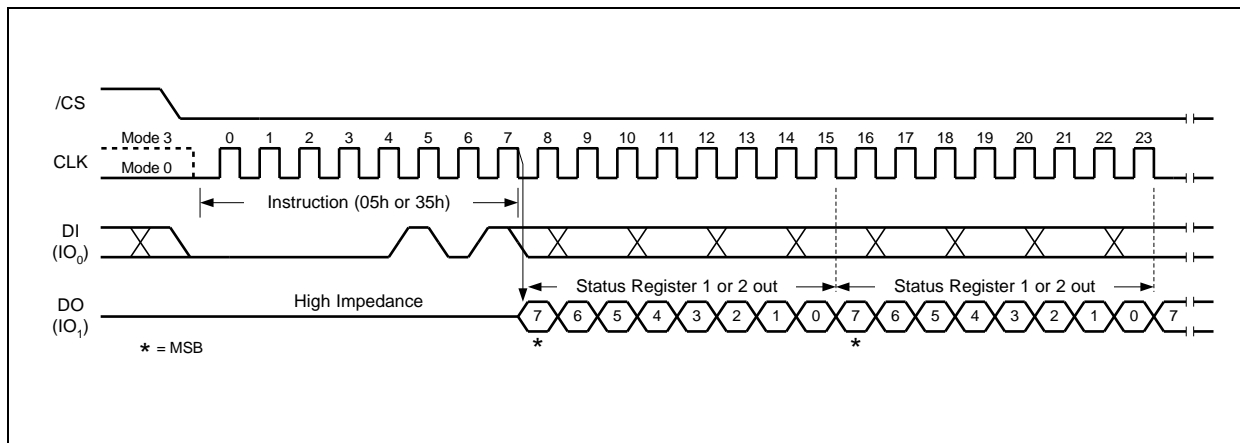 /CS
Mode 3 0 1 2 3 4 5 6 7 8 9 10 11 12 13 14 15 16 17 18 19 20 21 22 23
CLK Mode 0
Instruction (05h or 35h)
DI
(IO0)
Status Register 1 or 2 out Status Register 1 or 2 out
High Impedance
DO
(IO1)
7 6 5 4 3 2 1 0 7 6 5 4 3 2 1 0 7
* *
* = MSB